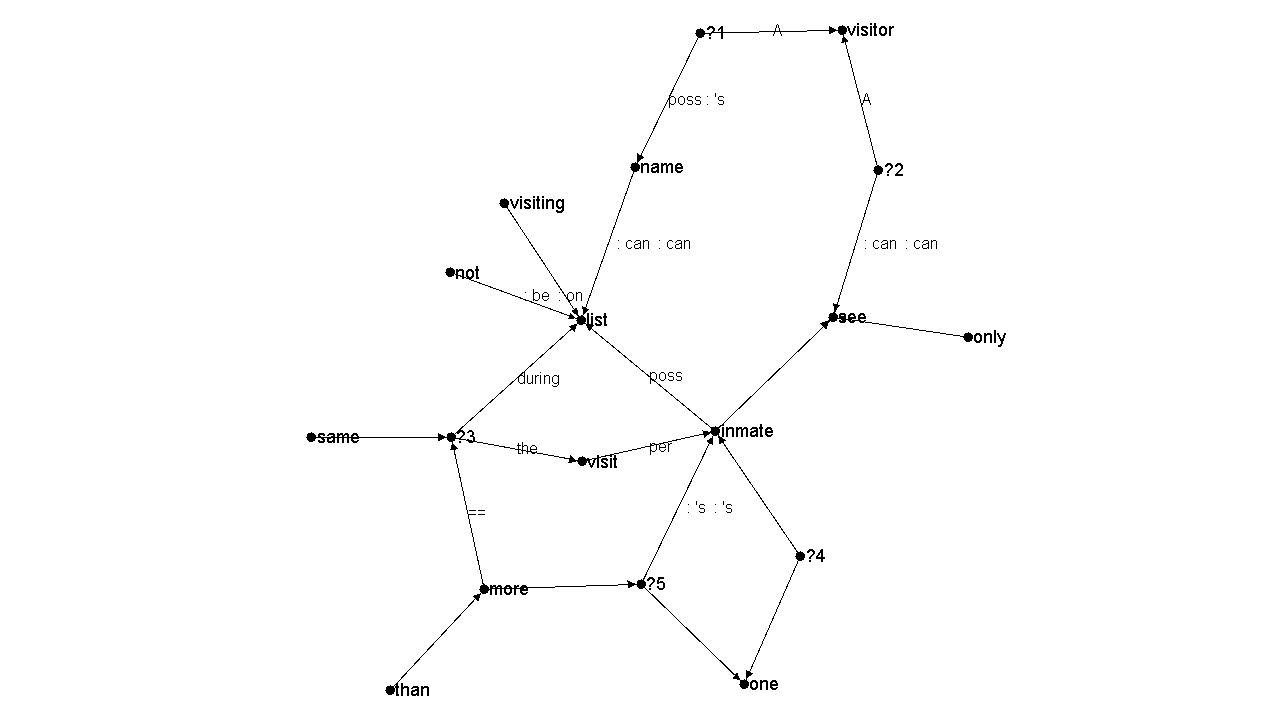 ?1
A
visitor
poss : 's
A
name
?2
visiting
: can : can
: can : can
not
: be : on
list
see
only
during
poss
same
?3
the
visit
per
inmate
==
: 's : 's
?4
more
?5
than
one